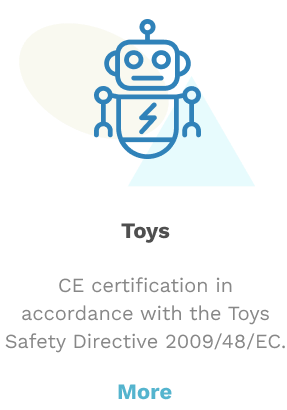 Toys
CE certification in
accordance with the Toys
Safety Directive 2009/48/EC.
More